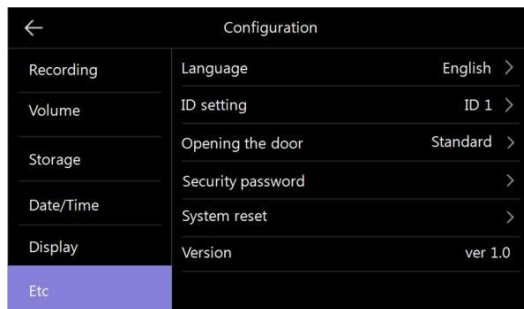 Configuration
Recording
Volume
Storage
Date/Time
Display
Etc
Language English
ID setting ID 1
Opening the door Standard
Security password
System reset
Version ver 1.0